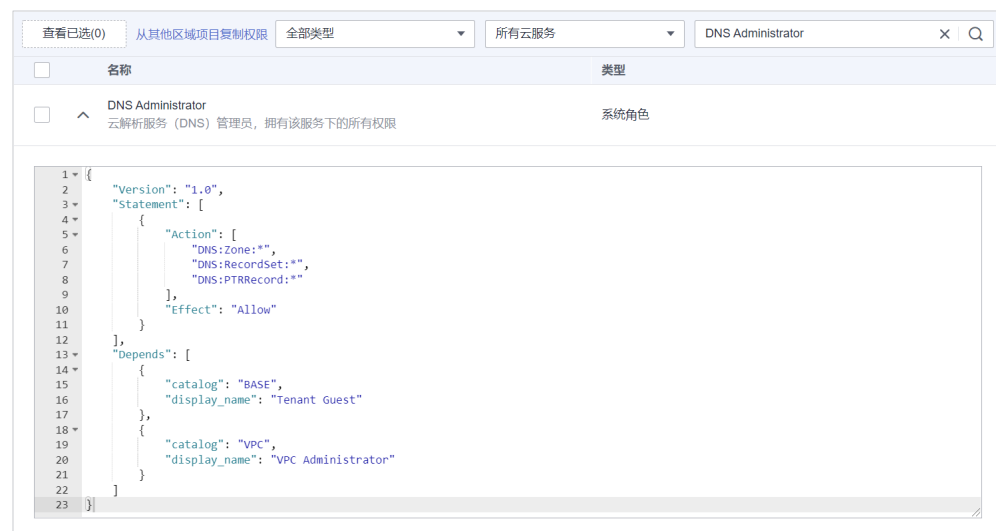 查看已选(0) 从其他区域项目复制权限 全部类型 所有云服务 DNS Administrator
名称 类型
DNS Administrator
云解析服务（DNS）管理员，拥有该服务下的所有权限 系统角色
1 {
2 "Version": "1.0",
3 "Statement": [
4 {
5 "Action": [
6 "DNS:Zone:*",
7 "DNS:RecordSet:*",
8 "DNS:PTRRecord:*"
9 ],
10 "Effect": "Allow"
11 }
12 ],
13 "Depends": [
14 {
15 "catalog": "BASE",
16 "display_name": "Tenant Guest"
17 },
18 {
19 "catalog": "VPC",
20 "display_name": "VPC Administrator"
21 }
22 ]
23 }